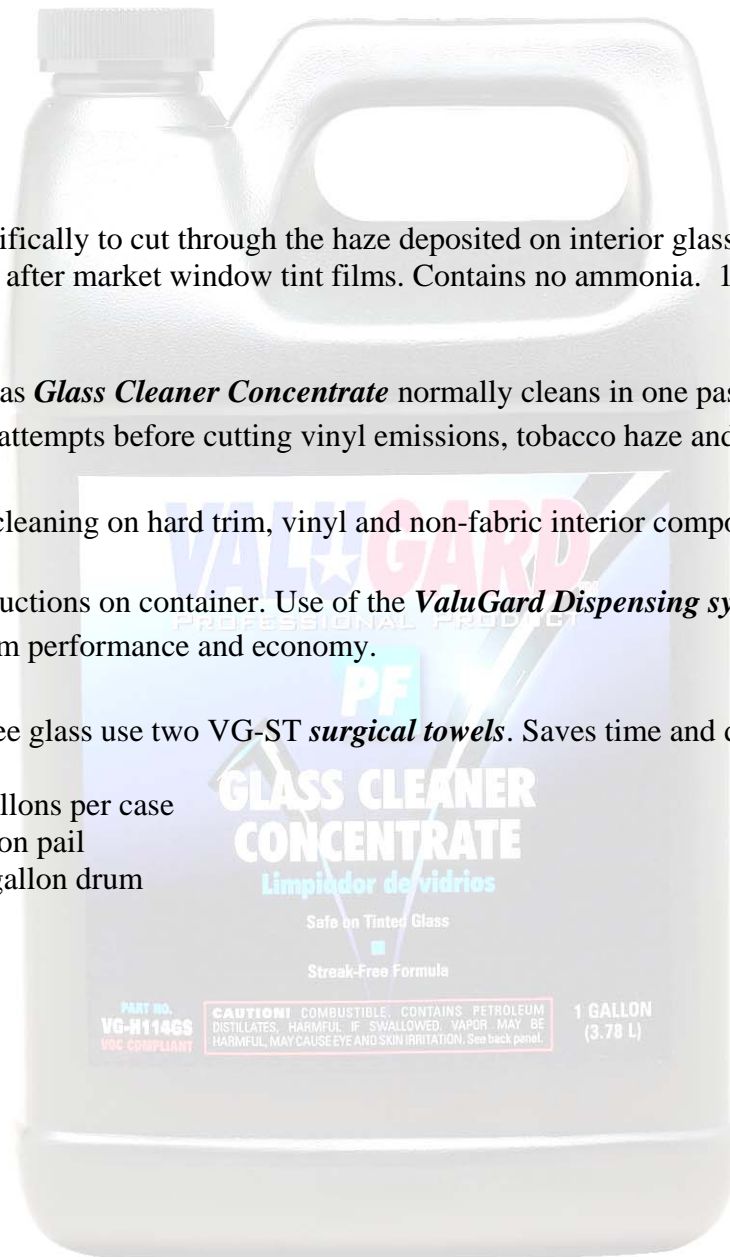 ifically to cut through the haze deposited on interior glass
after market window tint films. Contains no ammonia. 1
as Glass Cleaner Concentrate normally cleans in one pas
attempts before cutting vinyl emissions, tobacco haze and
cleaning on hard trim, vinyl and non-fabric interior compo
uctions on container. Use of the ValuGard Dispensing sy
m performance and economy.
ee glass use two VG-ST surgical towels. Saves time and
llons per case
on pail
gallon drum
VALUGARD
PROFESSIONAL PRODUCT
PF
GLASS CLEANER
CONCENTRATE
Limpiador de vidrios
Safe on Tinted Glass
Streak-Free Formula
PART NO.
VG-H114GS
VOC COMPLIANT
CAUTION! COMBUSTIBLE. CONTAINS PETROLEUM
DISTILLATES, HARMFUL IF SWALLOWED. VAPOR MAY BE
HARMFUL, MAY CAUSE EYE AND SKIN IRRITATION. See back panel.
1 GALLON
(3.78 L)